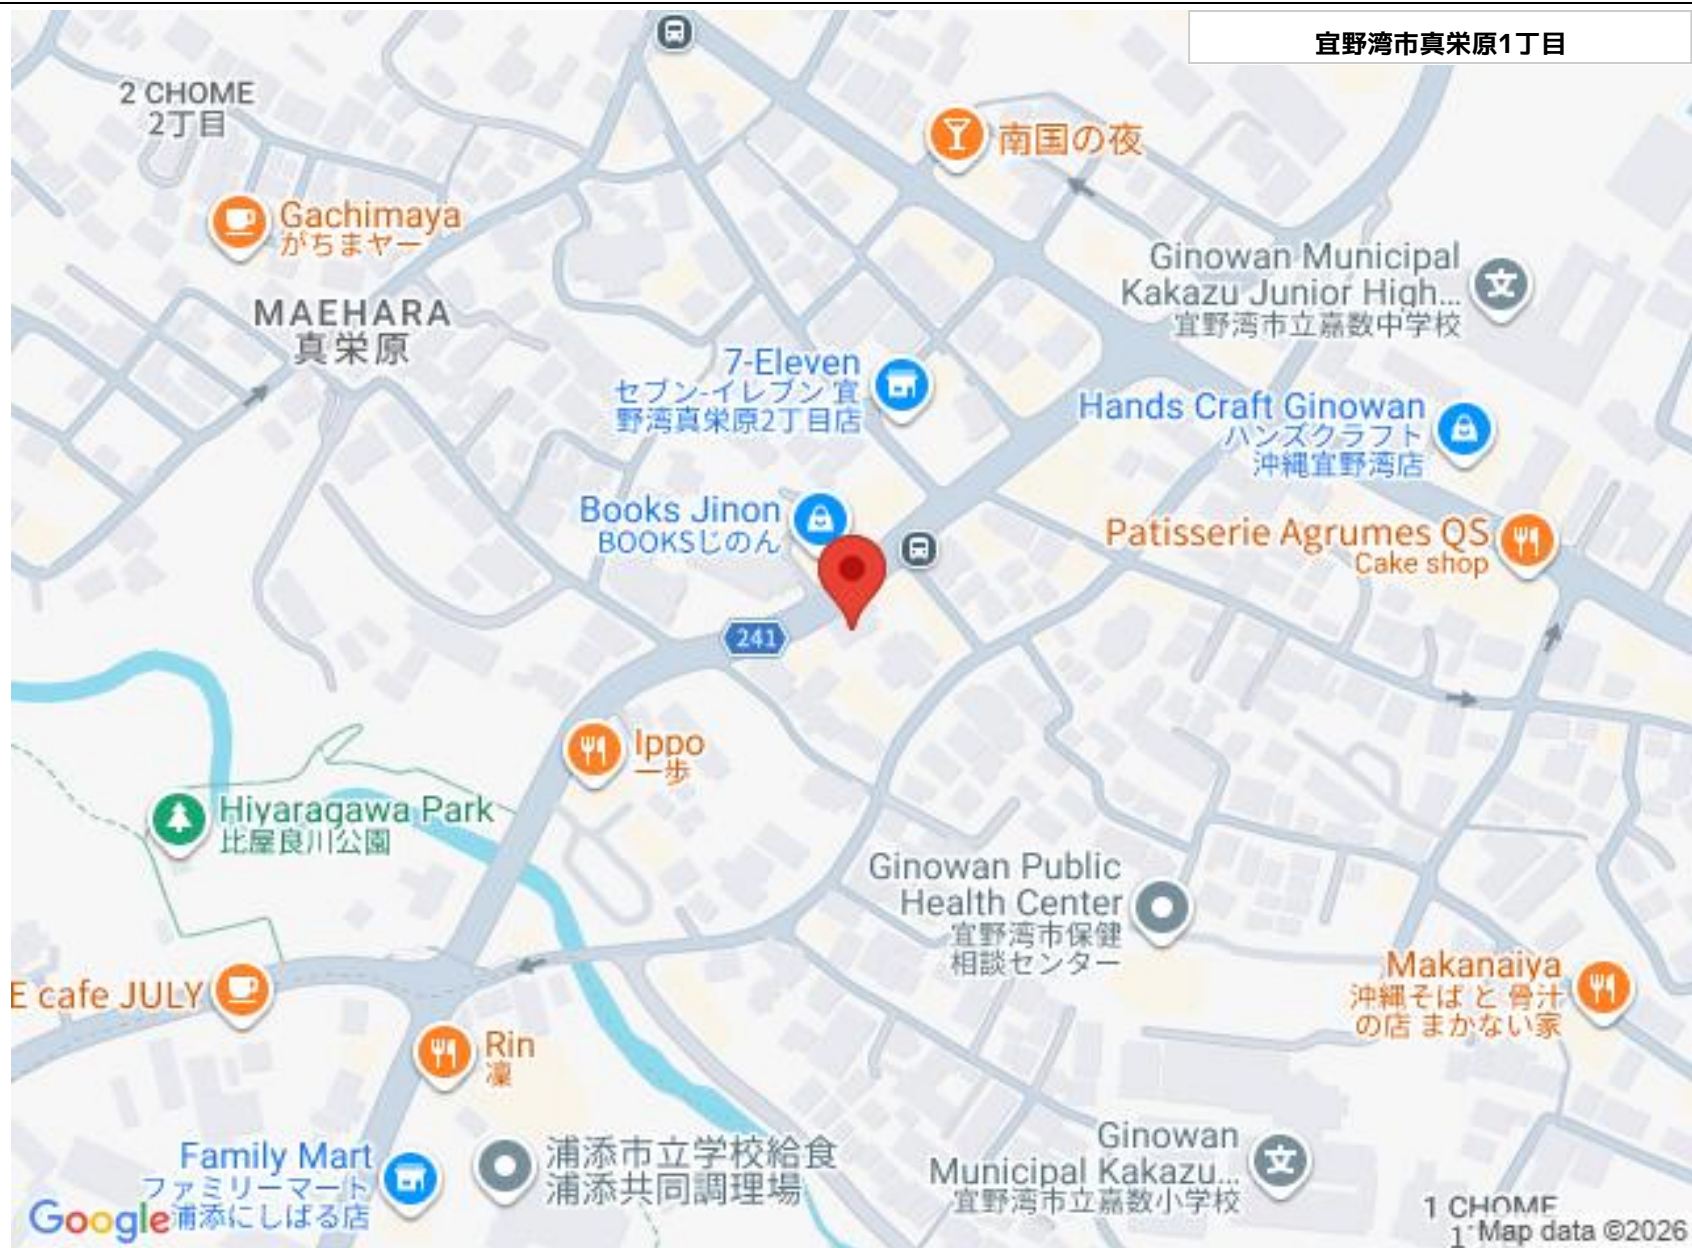 宜野湾市真栄原1丁目
2 CHOME
2丁目
南国の夜
Gachimaya
がちまヤー
Ginowan Municipal
Kakazu Junior High...
宜野湾市立嘉数中学校
MAEHARA
真栄原
7-Eleven
セブン-イレブン 宜
野湾真栄原2丁目店
Hands Craft Ginowan
ハンズクラフト
沖縄宜野湾店
Books Jinon
BOOKSじのん
Patisserie Agrumes QS
Cake shop
241
Ippo
一歩
Hiyaragawa Park
比屋良川公園
Ginowan Public
Health Center
宜野湾市保健
相談センター
E cafe JULY
Makanaiya
沖縄そば と 骨汁
の店 まかない家
Rin
凜
Family Mart
ファミリーマート
浦添にしばる店
浦添市立学校給食
浦添共同調理場
Ginowan
Municipal Kakazu...
宜野湾市立嘉数小学校
1 CHOME
1
Google
Map data ©2026